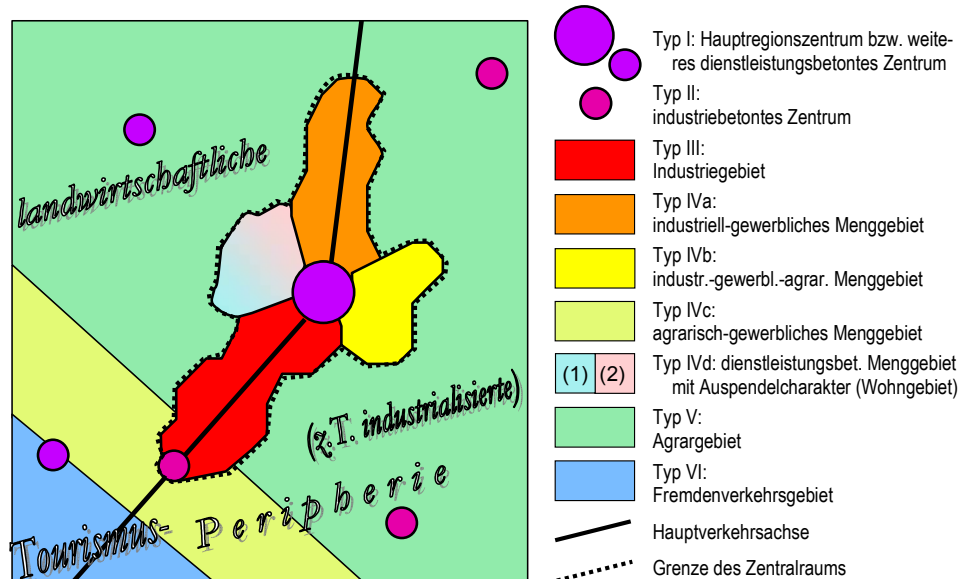 landwirtschaftliche
(z.T. industrialisierte)
Tourismus- Peripherie
Typ I: Hauptregionszentrum bzw. weite-
res dienstleistungsbetontes Zentrum
Typ II:
industriebetontes Zentrum
Typ III:
Industriegebiet
Typ IVa:
industriell-gewerbliches Menggebiet
Typ IVb:
industr.-gewerbl.-agrar. Menggebiet
Typ IVc:
agrarisch-gewerbliches Menggebiet
(1) (2)
Typ IVd: dienstleistungsbet. Menggebiet
mit Auspendelcharakter (Wohngebiet)
Typ V:
Agrargebiet
Typ VI:
Fremdenverkehrsgebiet
Hauptverkehrsachse
Grenze des Zentralraums